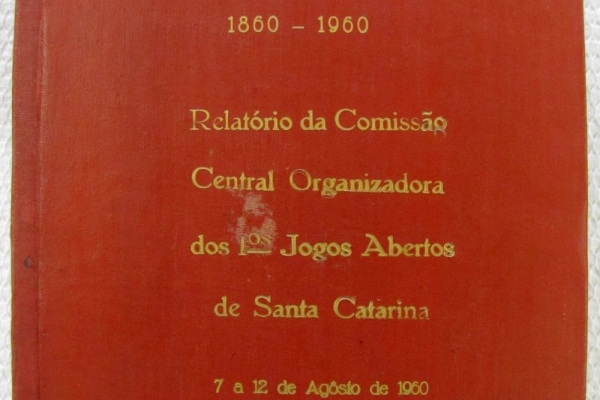 1860 - 1960
Relatório da Comissão
Central Organizadora
dos 1os Jogos Abertos
de Santa Catarina
7 a 12 de Agôsto de 1960